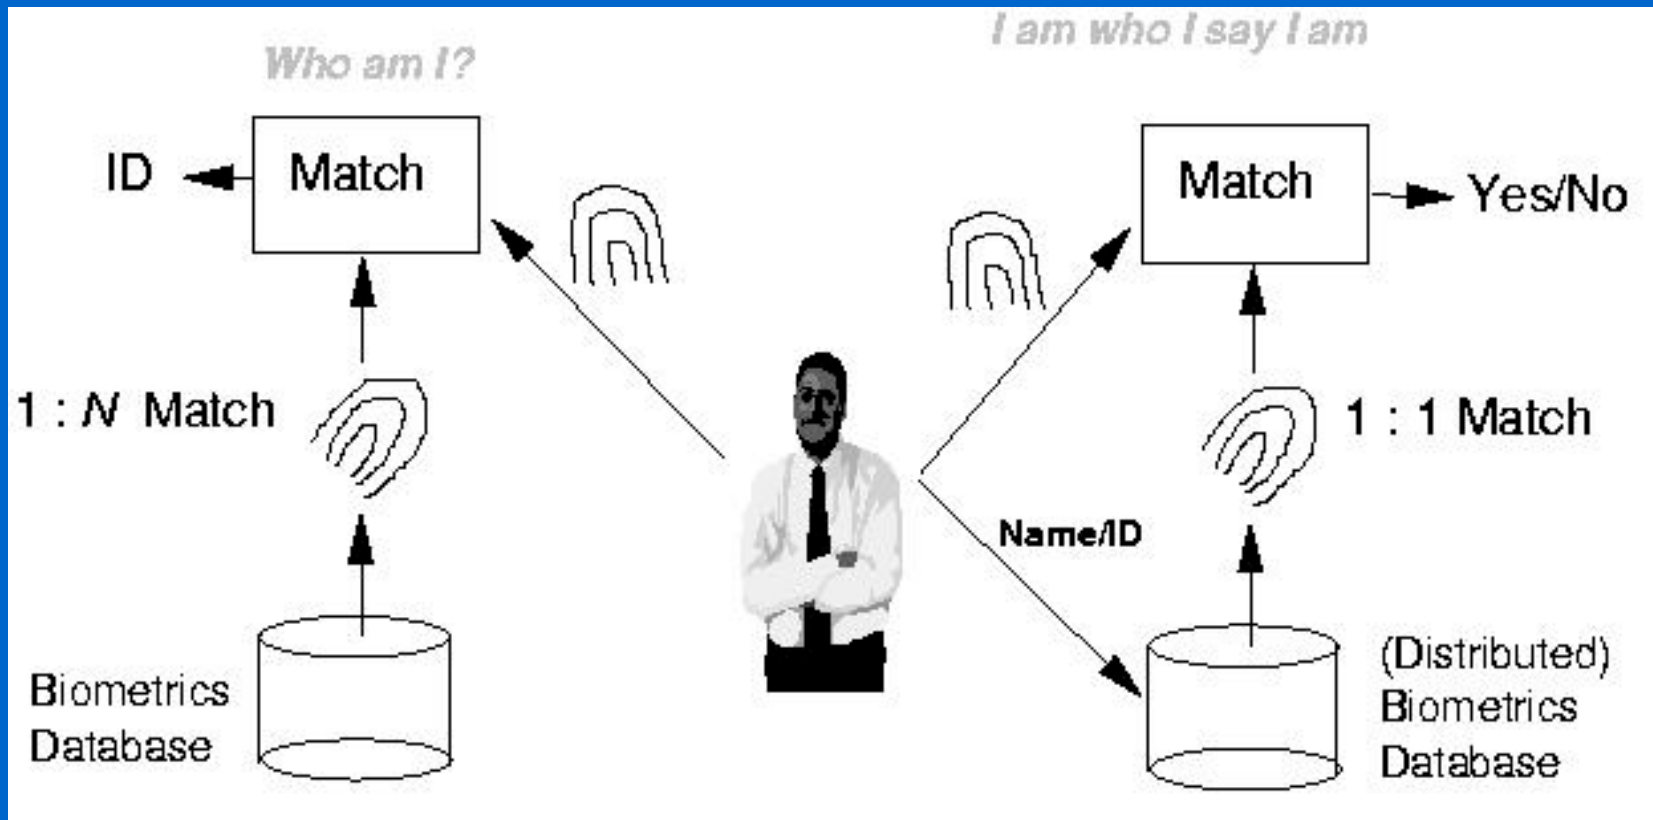 Who am I?
I am who I say I am
ID
Match
Match
Yes/No
1 : N Match
1 : 1 Match
Name/ID
Biometrics
Database
(Distributed)
Biometrics
Database